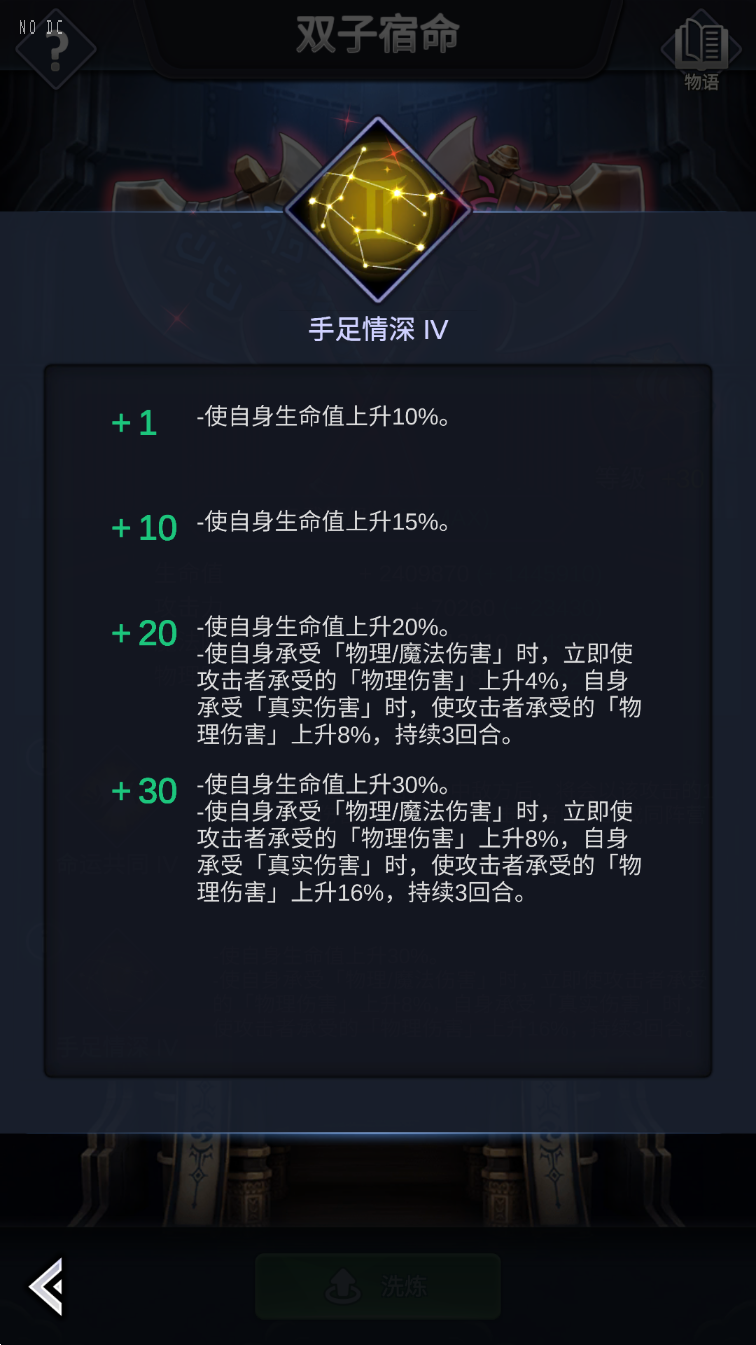 NO DC
双子宿命
物语
手足情深 IV
+1 -使自身生命值上升10%。
+10 -使自身生命值上升15%。
+20 -使自身生命值上升20%。
-使自身承受「物理/魔法伤害」时，立即使
攻击者承受的「物理伤害」上升4%，自身
承受「真实伤害」时，使攻击者承受的「物
理伤害」上升8%，持续3回合。
+30 -使自身生命值上升30%。
-使自身承受「物理/魔法伤害」时，立即使
攻击者承受的「物理伤害」上升8%，自身
承受「真实伤害」时，使攻击者承受的「物
理伤害」上升16%，持续3回合。
洗炼